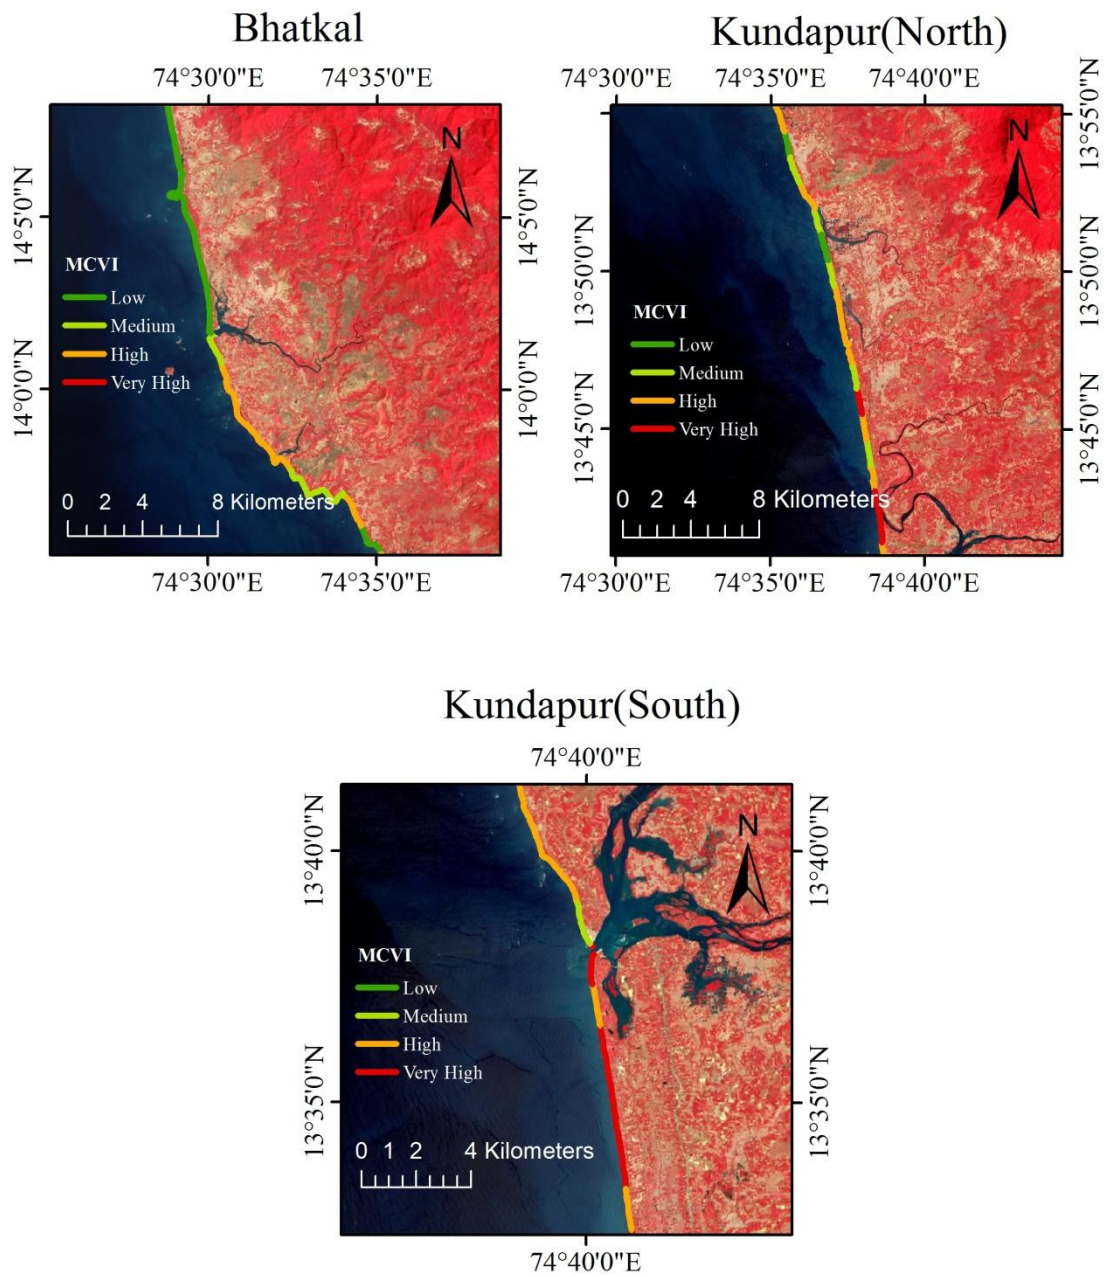 Bhatkal
74°30'0"E 74°35'0"E
N
14°5'0"N 14°5'0"N
MCVI
Low
Medium
High
Very High
14°0'0"N 14°0'0"N
0 2 4 8 Kilometers
74°30'0"E 74°35'0"E
Kundapur(North)
74°30'0"E 74°35'0"E 74°40'0"E
N
13°55'0"N
13°50'0"N 13°50'0"N
MCVI
Low
Medium
High
Very High
13°45'0"N 13°45'0"N
0 2 4 8 Kilometers
74°30'0"E 74°35'0"E 74°40'0"E
Kundapur(South)
74°40'0"E
N
13°40'0"N 13°40'0"N
MCVI
Low
Medium
High
Very High
13°35'0"N 13°35'0"N
0 1 2 4 Kilometers
74°40'0"E